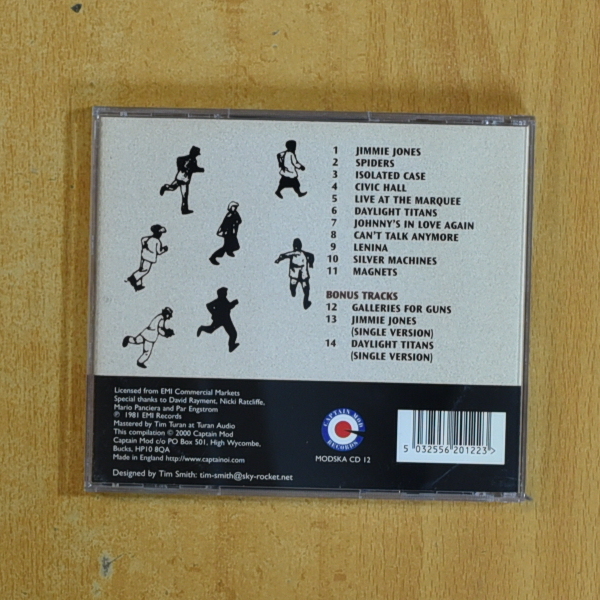 1 JIMMIE JONES
2 SPIDERS
3 ISOLATED CASE
4 CIVIC HALL
5 LIVE AT THE MARQUEE
6 DAYLIGHT TITANS
7 JOHNNY'S IN LOVE AGAIN
8 CAN'T TALK ANYMORE
9 LENINA
10 SILVER MACHINES
11 MAGNETS
BONUS TRACKS
12 GALLERIES FOR GUNS
13 JIMMIE JONES
(SINGLE VERSION)
14 DAYLIGHT TITANS
(SINGLE VERSION)
Licensed from EMI Commercial Markets
Special thanks to David Rayment, Nicki Ratcliffe,
Mario Panciera and Par Engstrom
℗ 1981 EMI Records
Mastered by Tim Turan at Turan Audio
This compilation © 2000 Captain Mod
Captain Mod c/o PO Box 501, High Wycombe,
Bucks, HP10 8QA
Made in England http://www.captainoi.com
Designed by Tim Smith: tim-smith@sky-rocket.net
CAPTAIN MOD
RECORDS
MODSKA CD 12
5 032556 201223 >